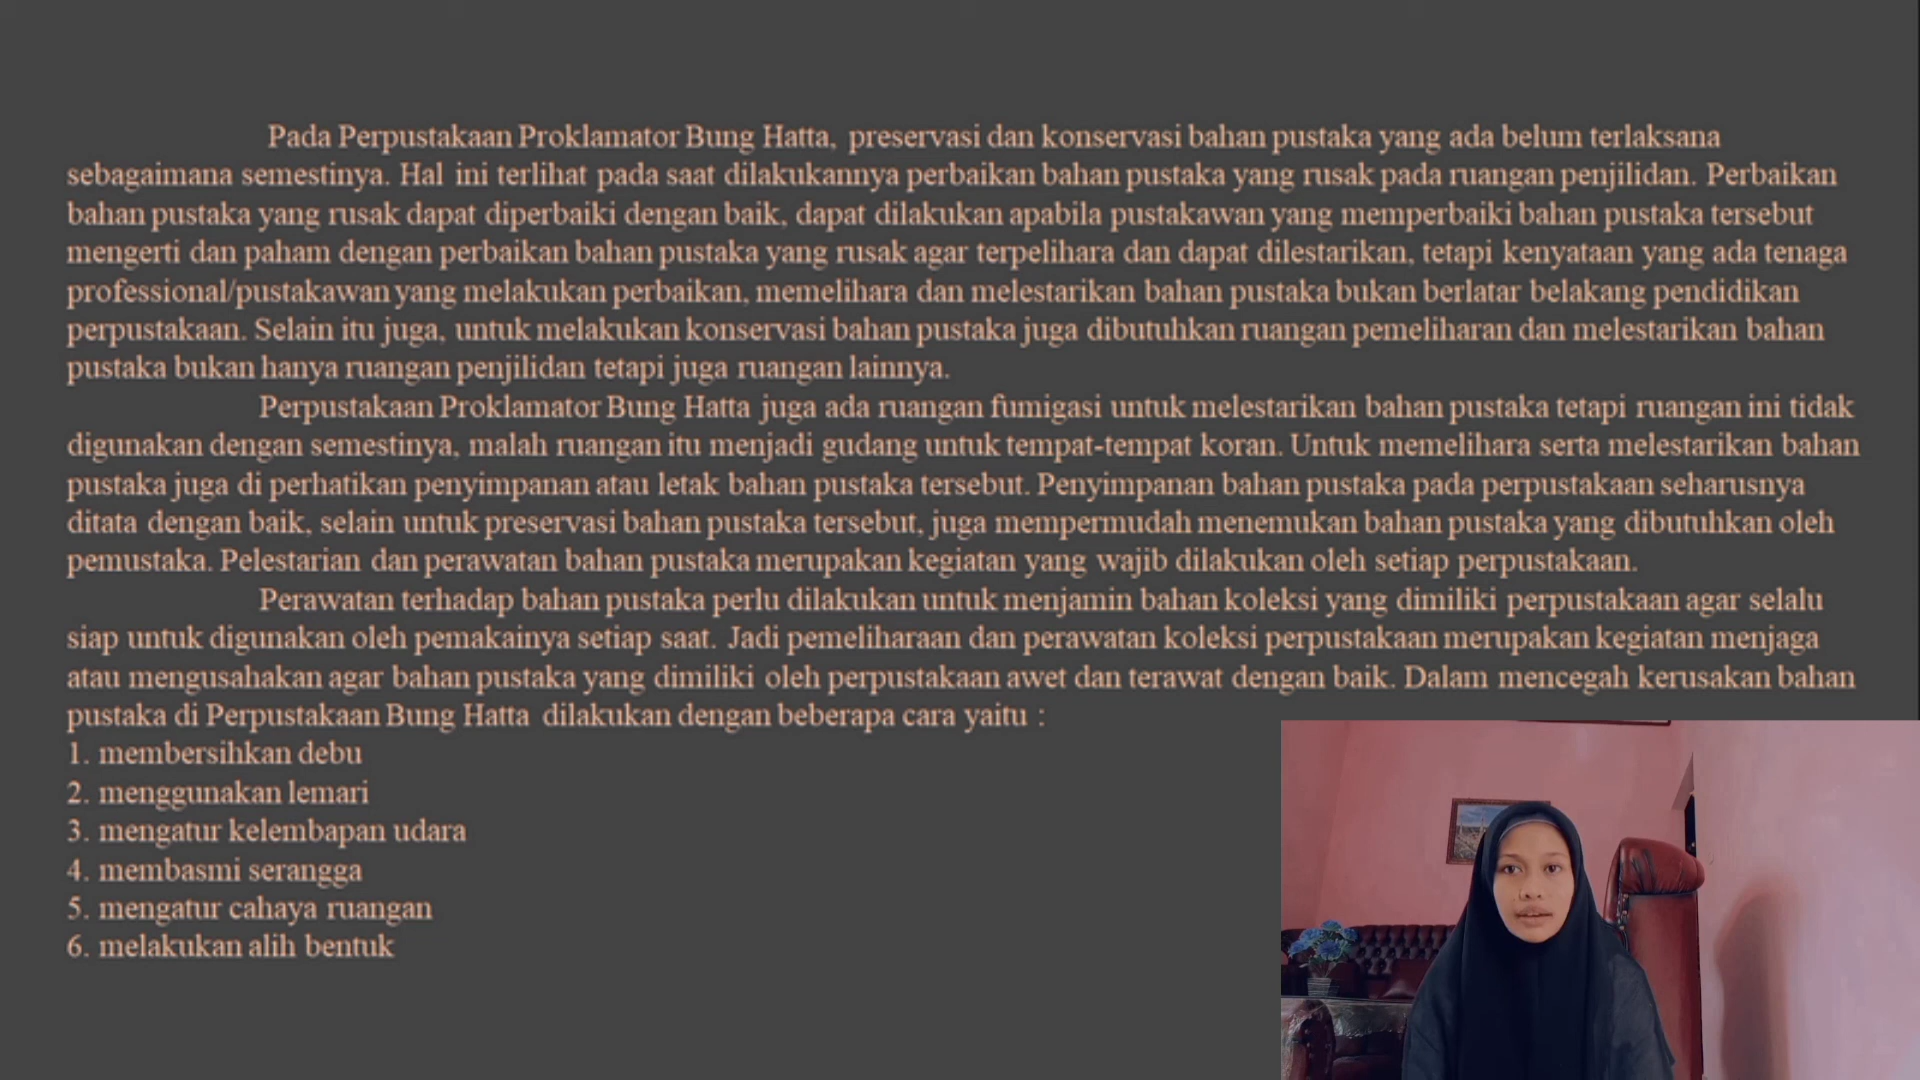 Pada Perpustakaan Proklamator Bung Hatta, preservasi dan konservasi bahan pustaka yang ada belum terlaksana
sebagaimana semestinya. Hal ini terlihat pada saat dilakukannya perbaikan bahan pustaka yang rusak pada ruangan penjilidan. Perbaikan
bahan pustaka yang rusak dapat diperbaiki dengan baik, dapat dilakukan apabila pustakawan yang memperbaiki bahan pustaka tersebut
mengerti dan paham dengan perbaikan bahan pustaka yang rusak agar terpelihara dan dapat dilestarikan, tetapi kenyataan yang ada tenaga
professional/pustakawan yang melakukan perbaikan, memelihara dan melestarikan bahan pustaka bukan berlatar belakang pendidikan
perpustakaan. Selain itu juga, untuk melakukan konservasi bahan pustaka juga dibutuhkan ruangan pemeliharan dan melestarikan bahan
pustaka bukan hanya ruangan penjilidan tetapi juga ruangan lainnya.
Perpustakaan Proklamator Bung Hatta juga ada ruangan fumigasi untuk melestarikan bahan pustaka tetapi ruangan ini tidak
digunakan dengan semestinya, malah ruangan itu menjadi gudang untuk tempat-tempat koran. Untuk memelihara serta melestarikan bahan
pustaka juga di perhatikan penyimpanan atau letak bahan pustaka tersebut. Penyimpanan bahan pustaka pada perpustakaan seharusnya
ditata dengan baik, selain untuk preservasi bahan pustaka tersebut, juga mempermudah menemukan bahan pustaka yang dibutuhkan oleh
pemustaka. Pelestarian dan perawatan bahan pustaka merupakan kegiatan yang wajib dilakukan oleh setiap perpustakaan.
Perawatan terhadap bahan pustaka perlu dilakukan untuk menjamin bahan koleksi yang dimiliki perpustakaan agar selalu
siap untuk digunakan oleh pemakainya setiap saat. Jadi pemeliharaan dan perawatan koleksi perpustakaan merupakan kegiatan menjaga
atau mengusahakan agar bahan pustaka yang dimiliki oleh perpustakaan awet dan terawat dengan baik. Dalam mencegah kerusakan bahan
pustaka di Perpustakaan Bung Hatta dilakukan dengan beberapa cara yaitu :
1. membersihkan debu
2. menggunakan lemari
3. mengatur kelembapan udara
4. membasmi serangga
5. mengatur cahaya ruangan
6. melakukan alih bentuk